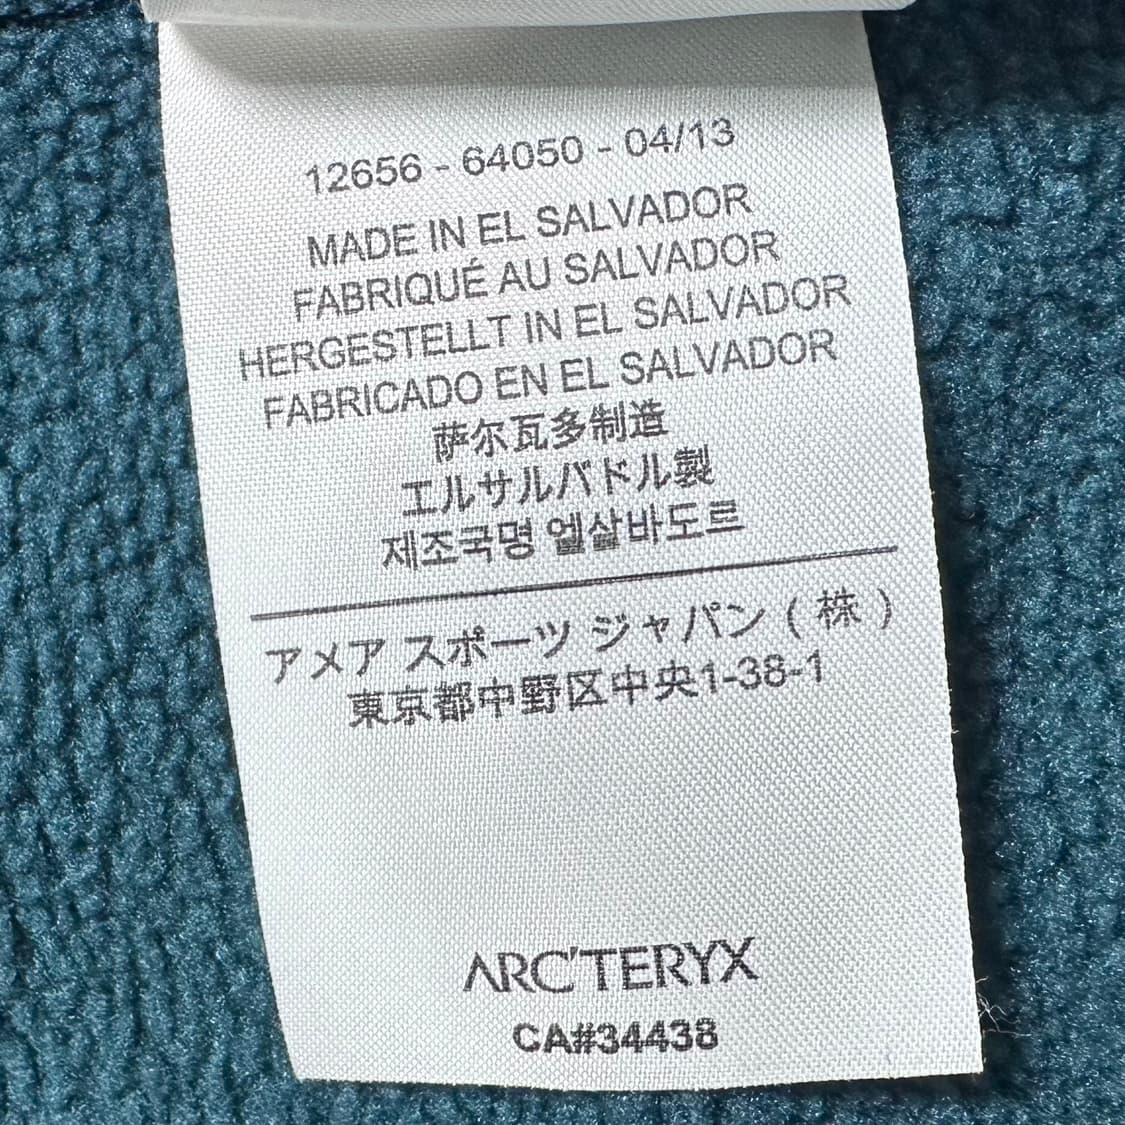 12656 - 64050 - 04/13
MADE IN EL SALVADOR
FABRIQUÉ AU SALVADOR
HERGESTELLT IN EL SALVADOR
FABRICADO EN EL SALVADOR
萨尔瓦多制造
エルサルバドル製
제조국명 엘살바도르
アメア スポーツ ジャパン ( 株 )
東京都中野区中央1-38-1
ARC'TERYX
CA#34438